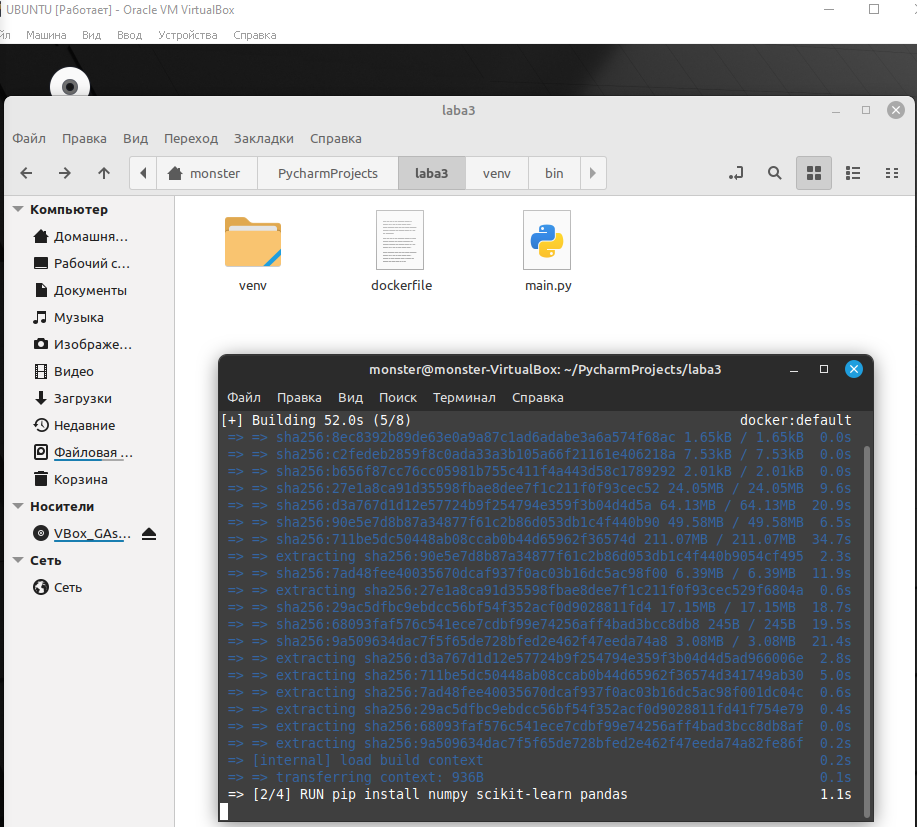 UBUNTU [Работает] - Oracle VM VirtualBox
йл Машина Вид Ввод Устройства Справка
laba3
Файл Правка Вид Переход Закладки Справка
monster PycharmProjects laba3 venv bin
Компьютер
Домашня...
Рабочий с...
Документы
Музыка
Изображе...
Видео
Загрузки
Недавние
Файловая ...
Корзина
Носители
VBox_GAs...
Сеть
Сеть
venv dockerfile main.py
monster@monster-VirtualBox: ~/PycharmProjects/laba3
Файл Правка Вид Поиск Терминал Справка
[+] Building 52.0s (5/8) docker:default
=> => sha256:8ec8392b89de63e0a9a87c1ad6adabe3a6a574f68ac 1.65kB / 1.65kB 0.0s
=> => sha256:c2fedeb2859f8c0ada33a3b105a66f21161e406218a 7.53kB / 7.53kB 0.0s
=> => sha256:b656f87cc76cc05981b755c411f4a443d58c1789292 2.01kB / 2.01kB 0.0s
=> => sha256:27e1a8ca91d35598fbae8dee7f1c211f0f93cec52 24.05MB / 24.05MB 9.6s
=> => sha256:d3a767d1d12e57724b9f254794e359f3b04d4d5a 64.13MB / 64.13MB 20.9s
=> => sha256:90e5e7d8b87a34877f61c2b86d053db1c4f440b90 49.58MB / 49.58MB 6.5s
=> => sha256:711be5dc50448ab08ccab0b44d65962f36574d 211.07MB / 211.07MB 34.7s
=> => extracting sha256:90e5e7d8b87a34877f61c2b86d053db1c4f440b9054cf495 2.3s
=> => sha256:7ad48fee40035670dcaf937f0ac03b16dc5ac98f00 6.39MB / 6.39MB 11.9s
=> => extracting sha256:27e1a8ca91d35598fbae8dee7f1c211f0f93cec529f6804a 0.6s
=> => sha256:29ac5dfbc9ebdcc56bf54f352acf0d9028811fd4 17.15MB / 17.15MB 18.7s
=> => sha256:68093faf576c541ece7cdbf99e74256aff4bad3bcc8db8 245B / 245B 19.5s
=> => sha256:9a509634dac7f5f65de728bfed2e462f47eeda74a8 3.08MB / 3.08MB 21.4s
=> => extracting sha256:d3a767d1d12e57724b9f254794e359f3b04d4d5ad966006e 2.8s
=> => extracting sha256:711be5dc50448ab08ccab0b44d65962f36574d341749ab30 5.0s
=> => extracting sha256:7ad48fee40035670dcaf937f0ac03b16dc5ac98f001dc04c 0.6s
=> => extracting sha256:29ac5dfbc9ebdcc56bf54f352acf0d9028811fd41f754e79 0.4s
=> => extracting sha256:68093faf576c541ece7cdbf99e74256aff4bad3bcc8db8af 0.0s
=> => extracting sha256:9a509634dac7f5f65de728bfed2e462f47eeda74a82fe86f 0.2s
=> [internal] load build context 0.2s
=> => transferring context: 936B 0.1s
=> [2/4] RUN pip install numpy scikit-learn pandas 1.1s